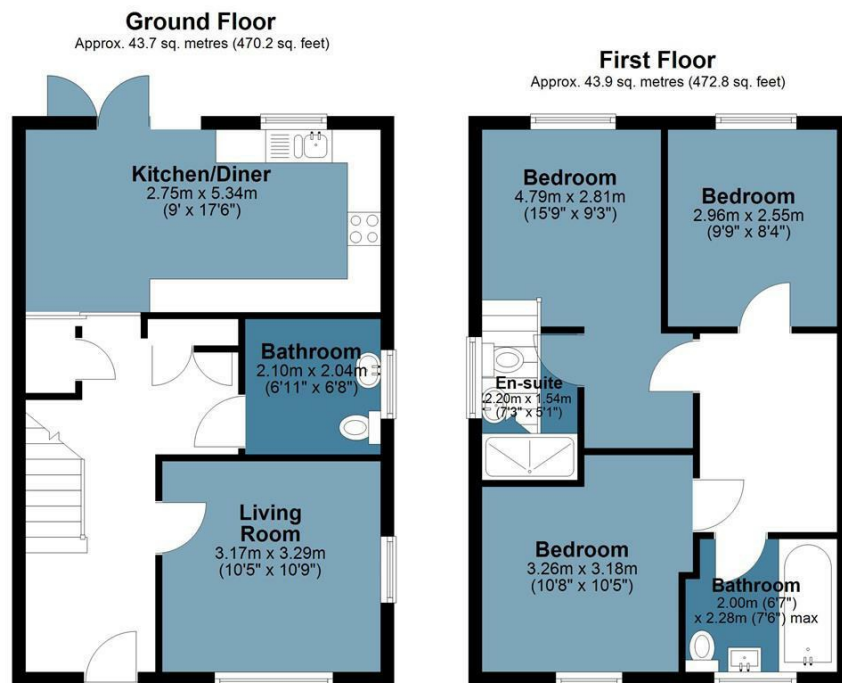 Ground Floor
Approx. 43.7 sq. metres (470.2 sq. feet)
Kitchen/Diner
2.75m x 5.34m
(9' x 17'6")
Bathroom
2.10m x 2.04m
(6'11" x 6'8")
Living
Room
3.17m x 3.29m
(10'5" x 10'9")
First Floor
Approx. 43.9 sq. metres (472.8 sq. feet)
Bedroom
4.79m x 2.81m
(15'9" x 9'3")
Bedroom
2.96m x 2.55m
(9'9" x 8'4")
En-suite
2.20m x 1.54m
(7'3" x 5'1")
Bedroom
3.26m x 3.18m
(10'8" x 10'5")
Bathroom
2.00m (6'7")
x 2.28m (7'6") max